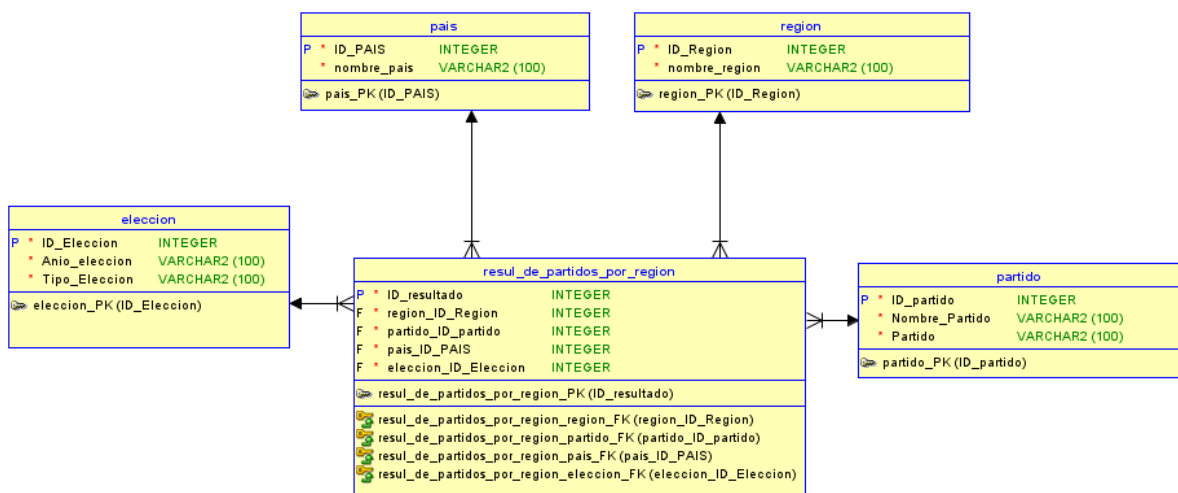 pais
P * ID_PAIS INTEGER
* nombre_pais VARCHAR2 (100)
pais_PK (ID_PAIS)
region
P * ID_Region INTEGER
* nombre_region VARCHAR2 (100)
region_PK (ID_Region)
eleccion
P * ID_Eleccion INTEGER
* Anio_eleccion VARCHAR2 (100)
* Tipo_Eleccion VARCHAR2 (100)
eleccion_PK (ID_Eleccion)
resul_de_partidos_por_region
P * ID_resultado INTEGER
F * region_ID_Region INTEGER
F * partido_ID_partido INTEGER
F * pais_ID_PAIS INTEGER
F * eleccion_ID_Eleccion INTEGER
resul_de_partidos_por_region_PK (ID_resultado)
resul_de_partidos_por_region_region_FK (region_ID_Region)
resul_de_partidos_por_region_partido_FK (partido_ID_partido)
resul_de_partidos_por_region_pais_FK (pais_ID_PAIS)
resul_de_partidos_por_region_eleccion_FK (eleccion_ID_Eleccion)
partido
P * ID_partido INTEGER
* Nombre_Partido VARCHAR2 (100)
* Partido VARCHAR2 (100)
partido_PK (ID_partido)